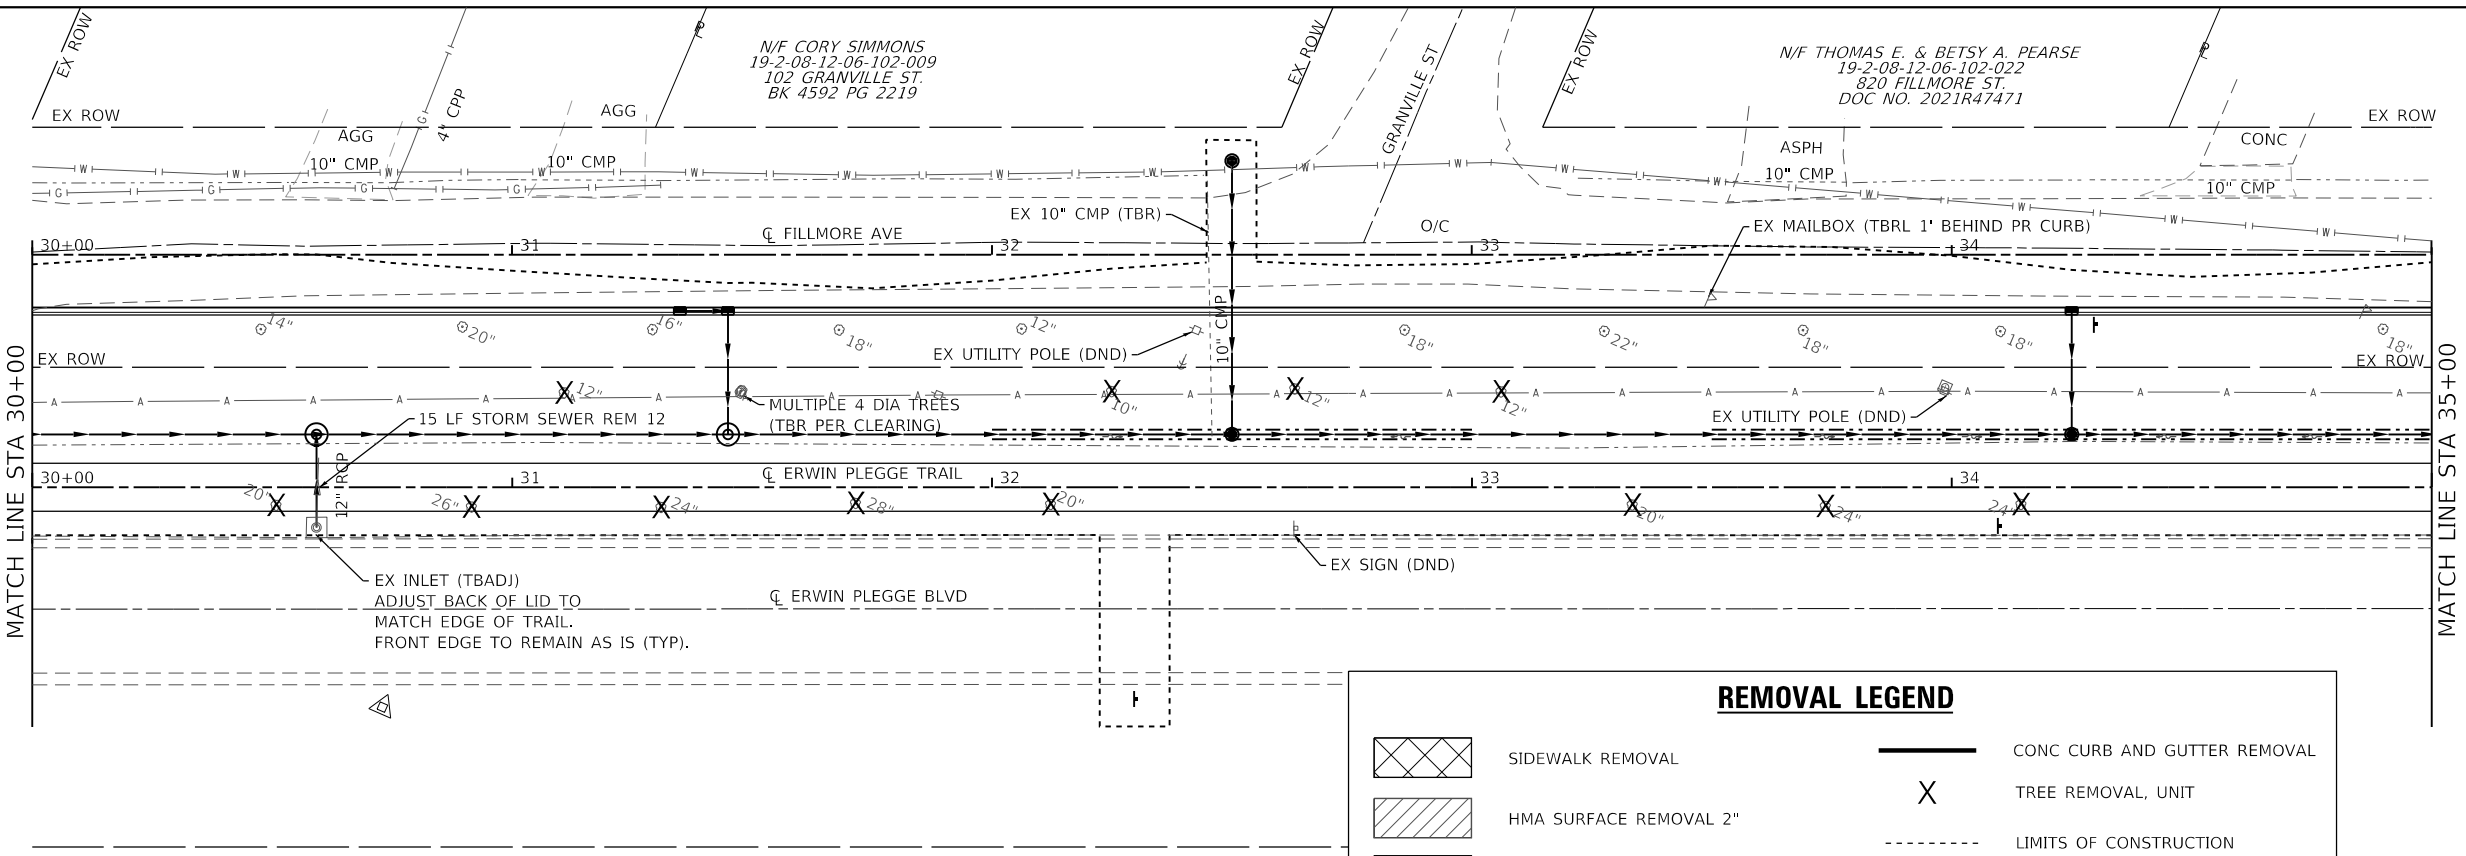 EX ROW
N/F CORY SIMMONS
19-2-08-12-06-102-009
102 GRANVILLE ST.
BK 4592 PG 2219
EX ROW
GRANVILLE ST
EX ROW
N/F THOMAS E. & BETSY A. PEARSE
19-2-08-12-06-102-022
820 FILLMORE ST.
DOC NO. 2021R47471
EX ROW
AGG
4" CPP
AGG
EX ROW
CONC
ASPH
10" CMP
10" CMP
10" CMP
10" CMP
W W W W W W W W W W W W W W W W
G G G G G
EX 10" CMP (TBR)
℄ FILLMORE AVE
O/C
EX MAILBOX (TBRL 1' BEHIND PR CURB)
30+00
31
32
33
34
10" CMP
14"
20"
16"
18"
12"
18"
22"
18"
18"
18"
EX UTILITY POLE (DND)
EX ROW
EX ROW
A A A A A A A A A A A A A A A A A A A A A A A A A A A A
12"
10"
12"
12"
MULTIPLE 4 DIA TREES
(TBR PER CLEARING)
15 LF STORM SEWER REM 12
EX UTILITY POLE (DND)
MATCH LINE STA 30+00
MATCH LINE STA 35+00
12" RCP
30+00
31
℄ ERWIN PLEGGE TRAIL
32
33
34
20"
26"
24"
28"
20"
20"
24"
24"
EX SIGN (DND)
EX INLET (TBADJ)
ADJUST BACK OF LID TO
MATCH EDGE OF TRAIL.
FRONT EDGE TO REMAIN AS IS (TYP).
℄ ERWIN PLEGGE BLVD
REMOVAL LEGEND
SIDEWALK REMOVAL
CONC CURB AND GUTTER REMOVAL
X TREE REMOVAL, UNIT
HMA SURFACE REMOVAL 2"
LIMITS OF CONSTRUCTION